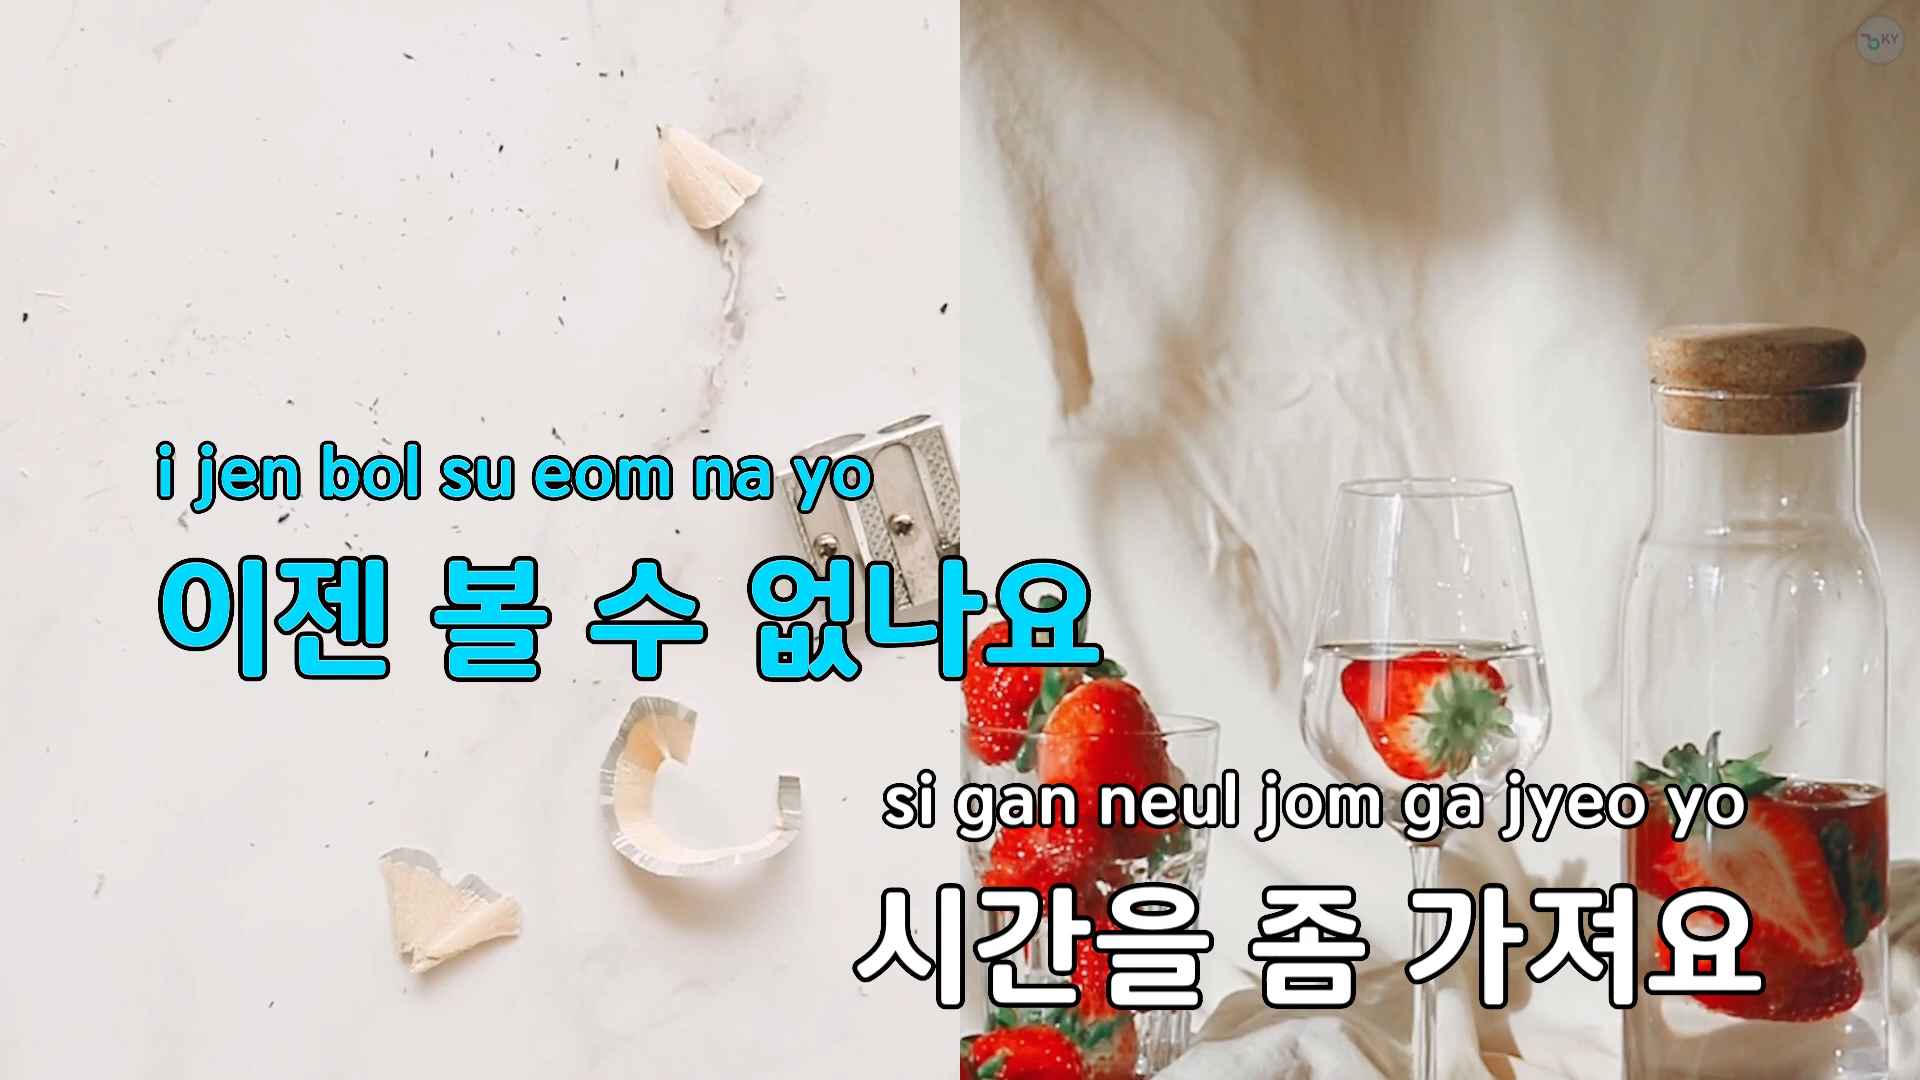 KY
i jen bol su eom na yo
이젠 볼 수 없나요
si gan neul jom ga jyeo yo
시간을 좀 가져요